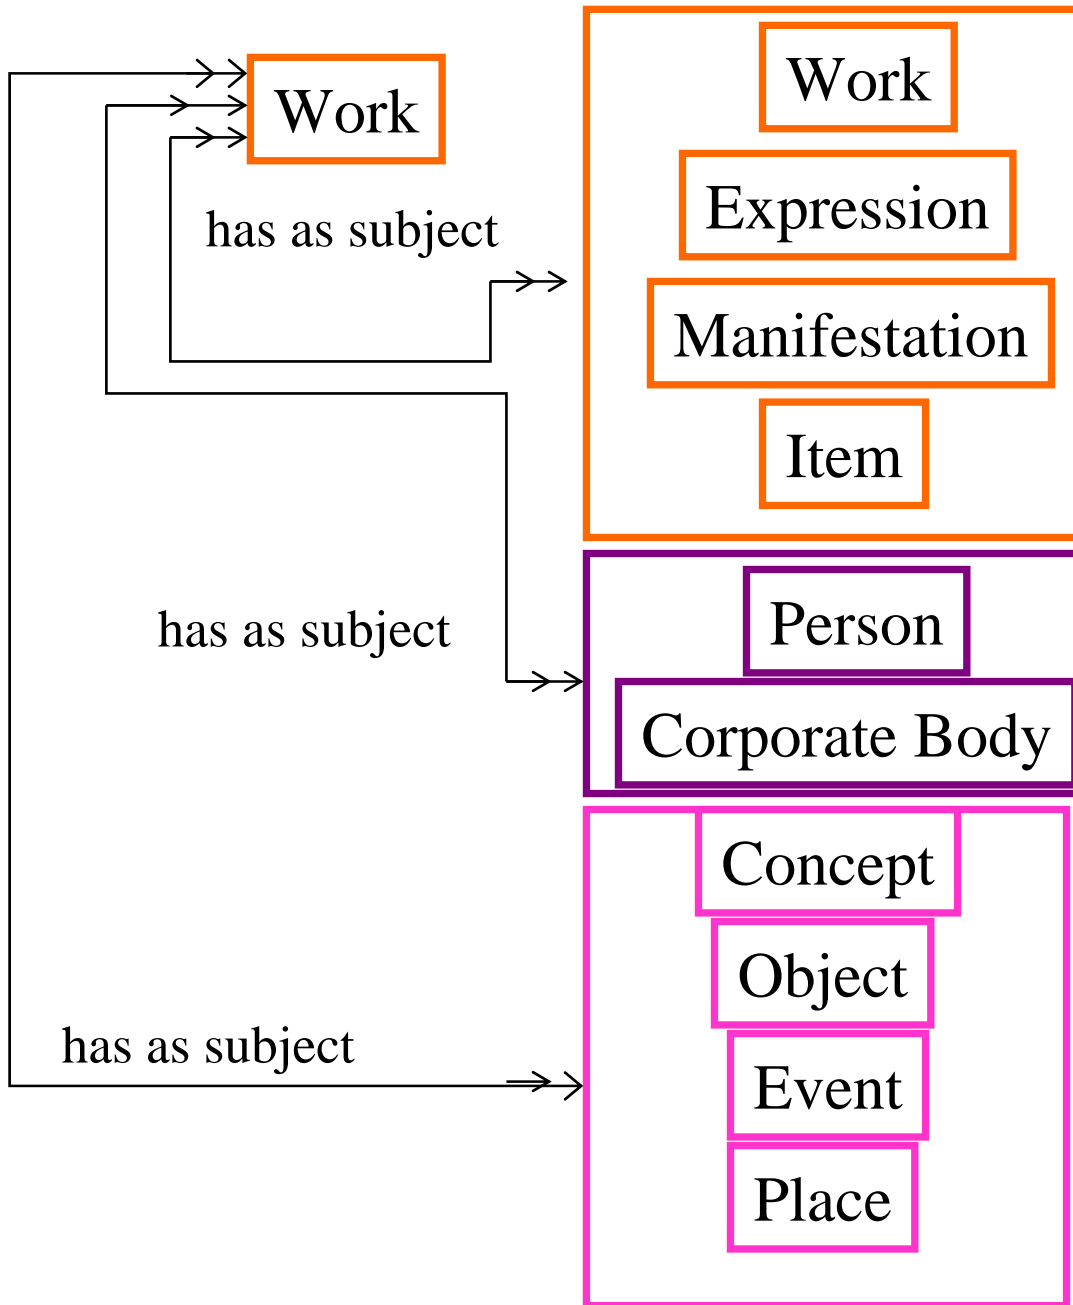 Work
has as subject
has as subject
has as subject
Work
Expression
Manifestation
Item
Person
Corporate Body
Concept
Object
Event
Place